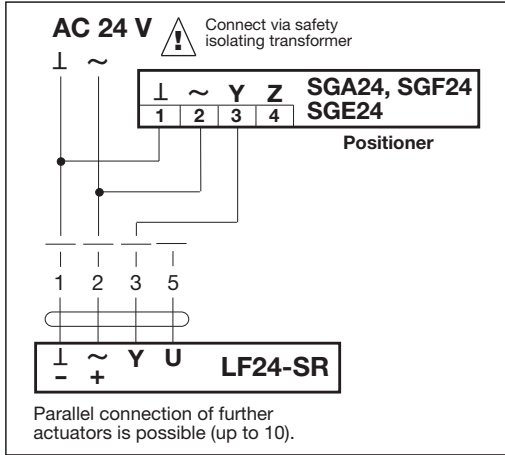 AC 24 V
! Connect via safety
isolating transformer
⊥ ~
⊥ ~ Y Z
1 2 3 4
SGA24, SGF24
SGE24
Positioner
1 2 3 5
⊥ ~ Y U
- +
LF24-SR
Parallel connection of further
actuators is possible (up to 10).